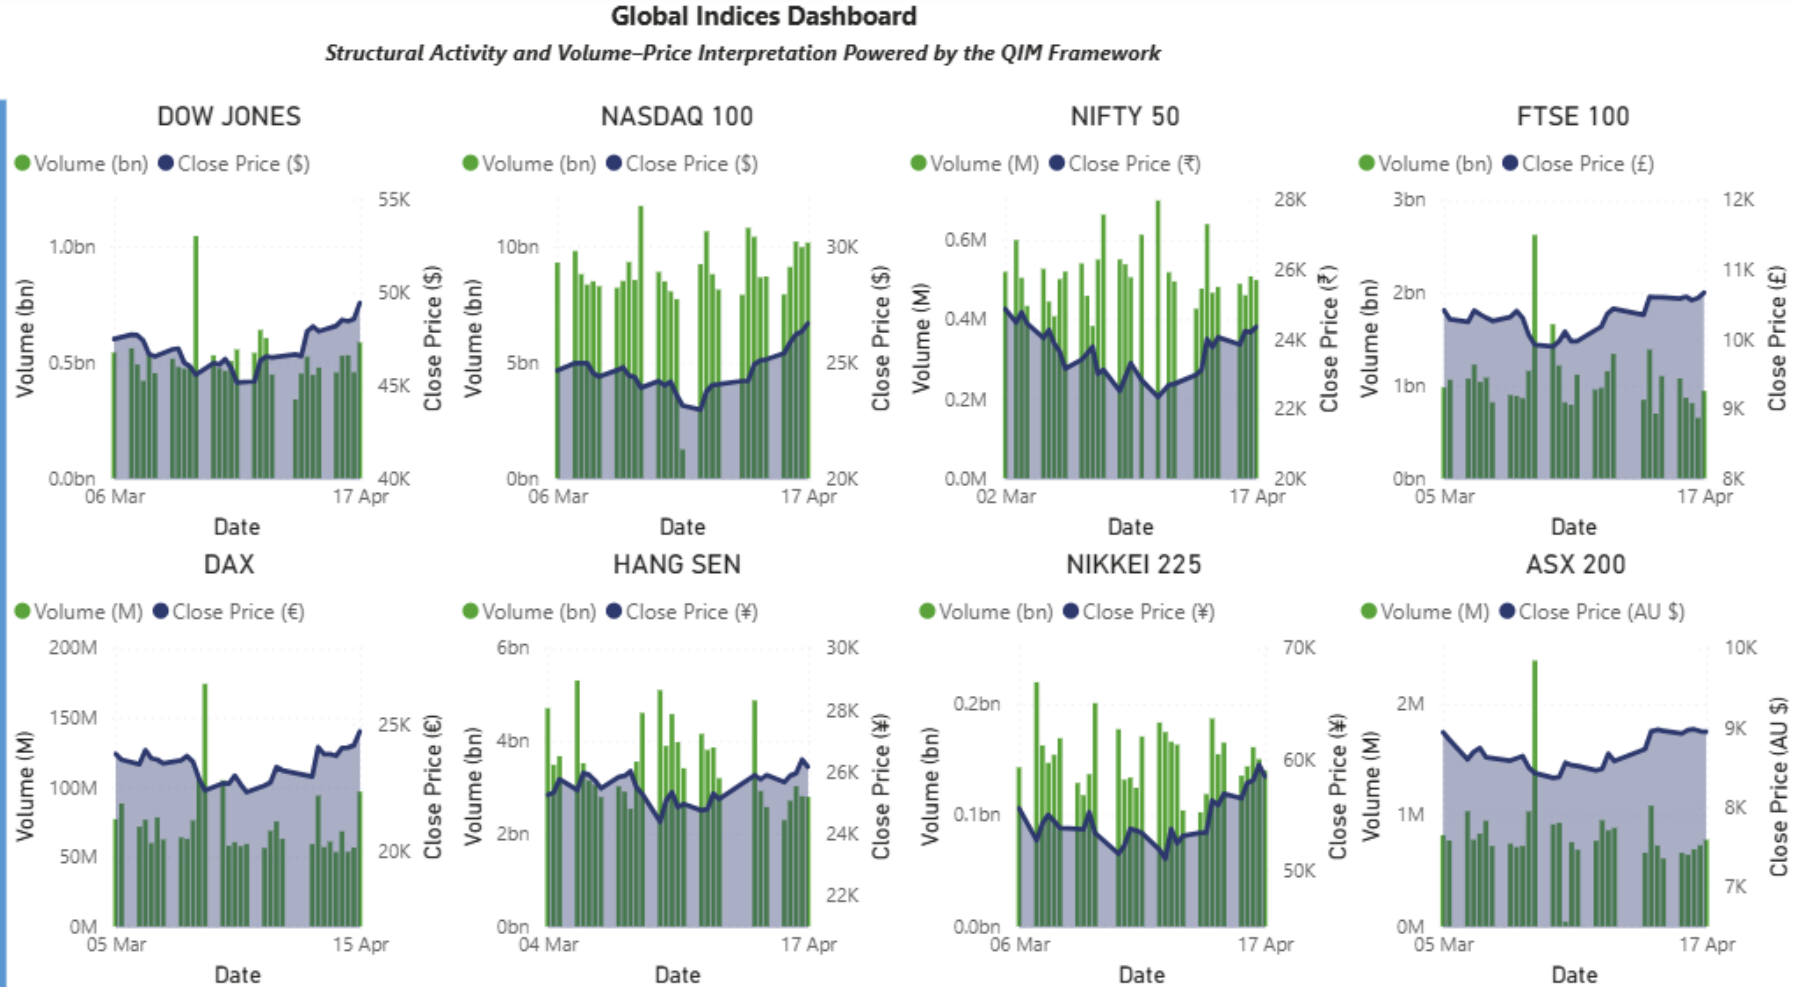 Global Indices Dashboard
Structural Activity and Volume–Price Interpretation Powered by the QIM Framework
DOW JONES
Volume (bn) Close Price ($)
55K
1.0bn
50K
0.5bn
45K
0.0bn
40K
Volume (bn)
Close Price ($)
06 Mar 17 Apr
Date
NASDAQ 100
Volume (bn) Close Price ($)
10bn 30K
5bn 25K
0bn 20K
Volume (bn)
Close Price ($)
06 Mar 17 Apr
Date
NIFTY 50
Volume (M) Close Price (₹)
28K
0.6M
26K
0.4M
24K
0.2M
22K
0.0M 20K
Volume (M)
Close Price (₹)
02 Mar 17 Apr
Date
FTSE 100
Volume (bn) Close Price (£)
3bn 12K
11K
2bn
10K
1bn
9K
0bn 8K
Volume (bn)
Close Price (£)
05 Mar 17 Apr
Date
DAX
Volume (M) Close Price (€)
200M
150M
25K
100M
50M
20K
0M
Volume (M)
Close Price (€)
05 Mar 15 Apr
Date
HANG SEN
Volume (bn) Close Price (¥)
6bn 30K
28K
4bn
26K
2bn
24K
22K
0bn
Volume (bn)
Close Price (¥)
04 Mar 17 Apr
Date
NIKKEI 225
Volume (bn) Close Price (¥)
70K
0.2bn
60K
0.1bn
50K
0.0bn
Volume (bn)
Close Price (¥)
06 Mar 17 Apr
Date
ASX 200
Volume (M) Close Price (AU $)
10K
2M
9K
1M
8K
7K
0M
Volume (M)
Close Price (AU $)
05 Mar 17 Apr
Date